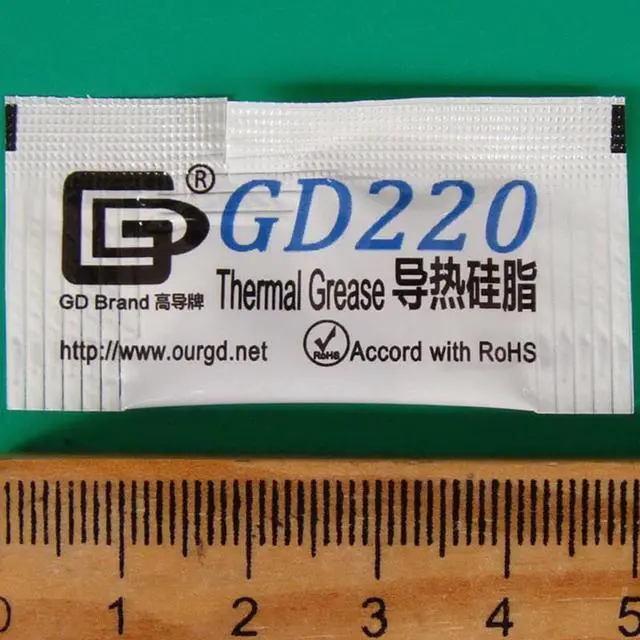 GD® GD220
GD Brand 高导牌 Thermal Grease 导热硅脂
http://www.ourgd.net RoHS Accord with RoHS
0 1 2 3 4 5